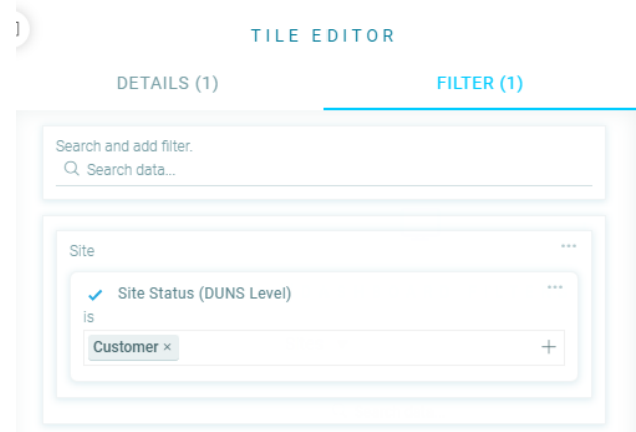 TILE EDITOR
DETAILS (1)
FILTER (1)
Search and add filter.
Search data...
Site
Site Status (DUNS Level)
is
Customer ×